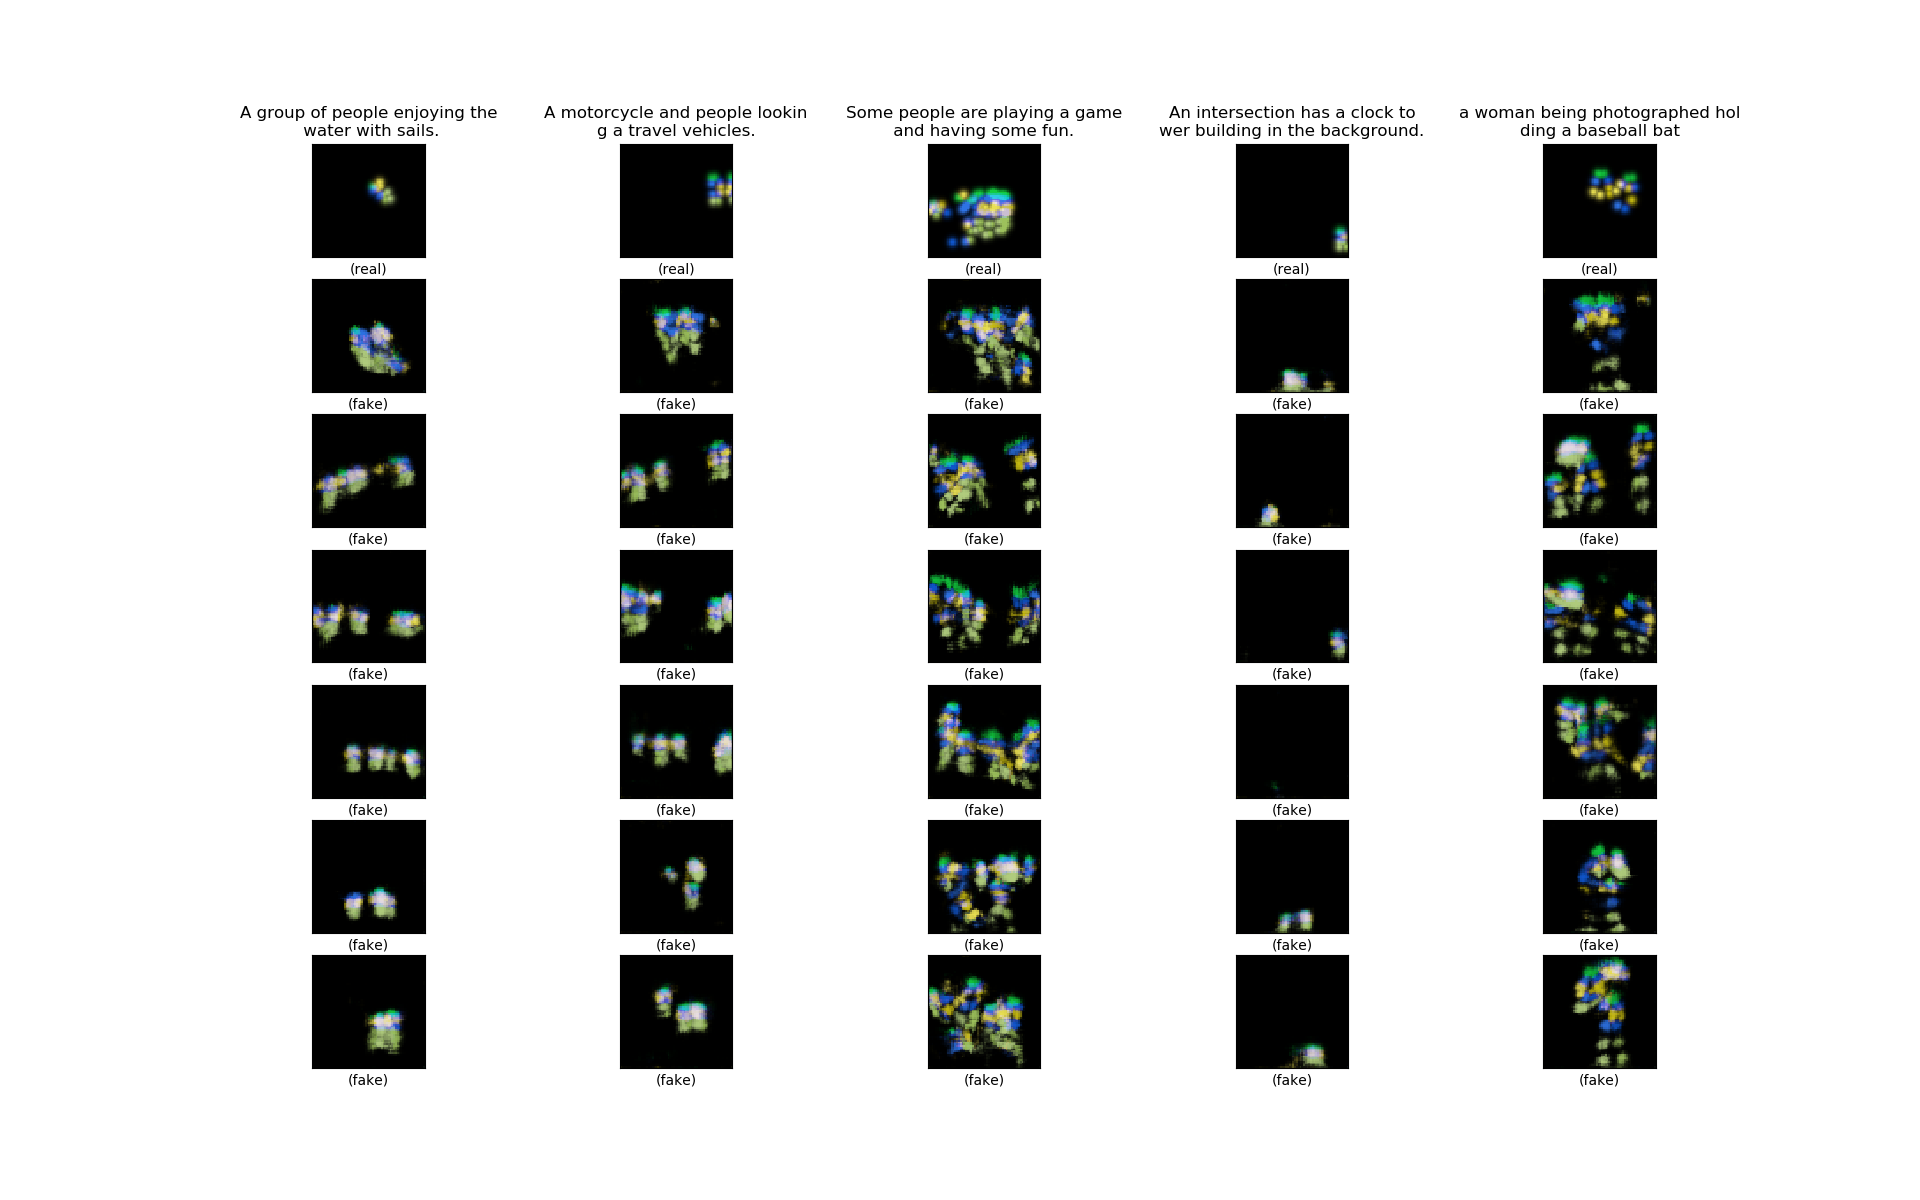 A group of people enjoying the
water with sails.
A motorcycle and people lookin
g a travel vehicles.
Some people are playing a game
and having some fun.
An intersection has a clock to
wer building in the background.
a woman being photographed hol
ding a baseball bat
(real) (real) (real) (real) (real)
(fake) (fake) (fake) (fake) (fake)
(fake) (fake) (fake) (fake) (fake)
(fake) (fake) (fake) (fake) (fake)
(fake) (fake) (fake) (fake) (fake)
(fake) (fake) (fake) (fake) (fake)
(fake) (fake) (fake) (fake) (fake)